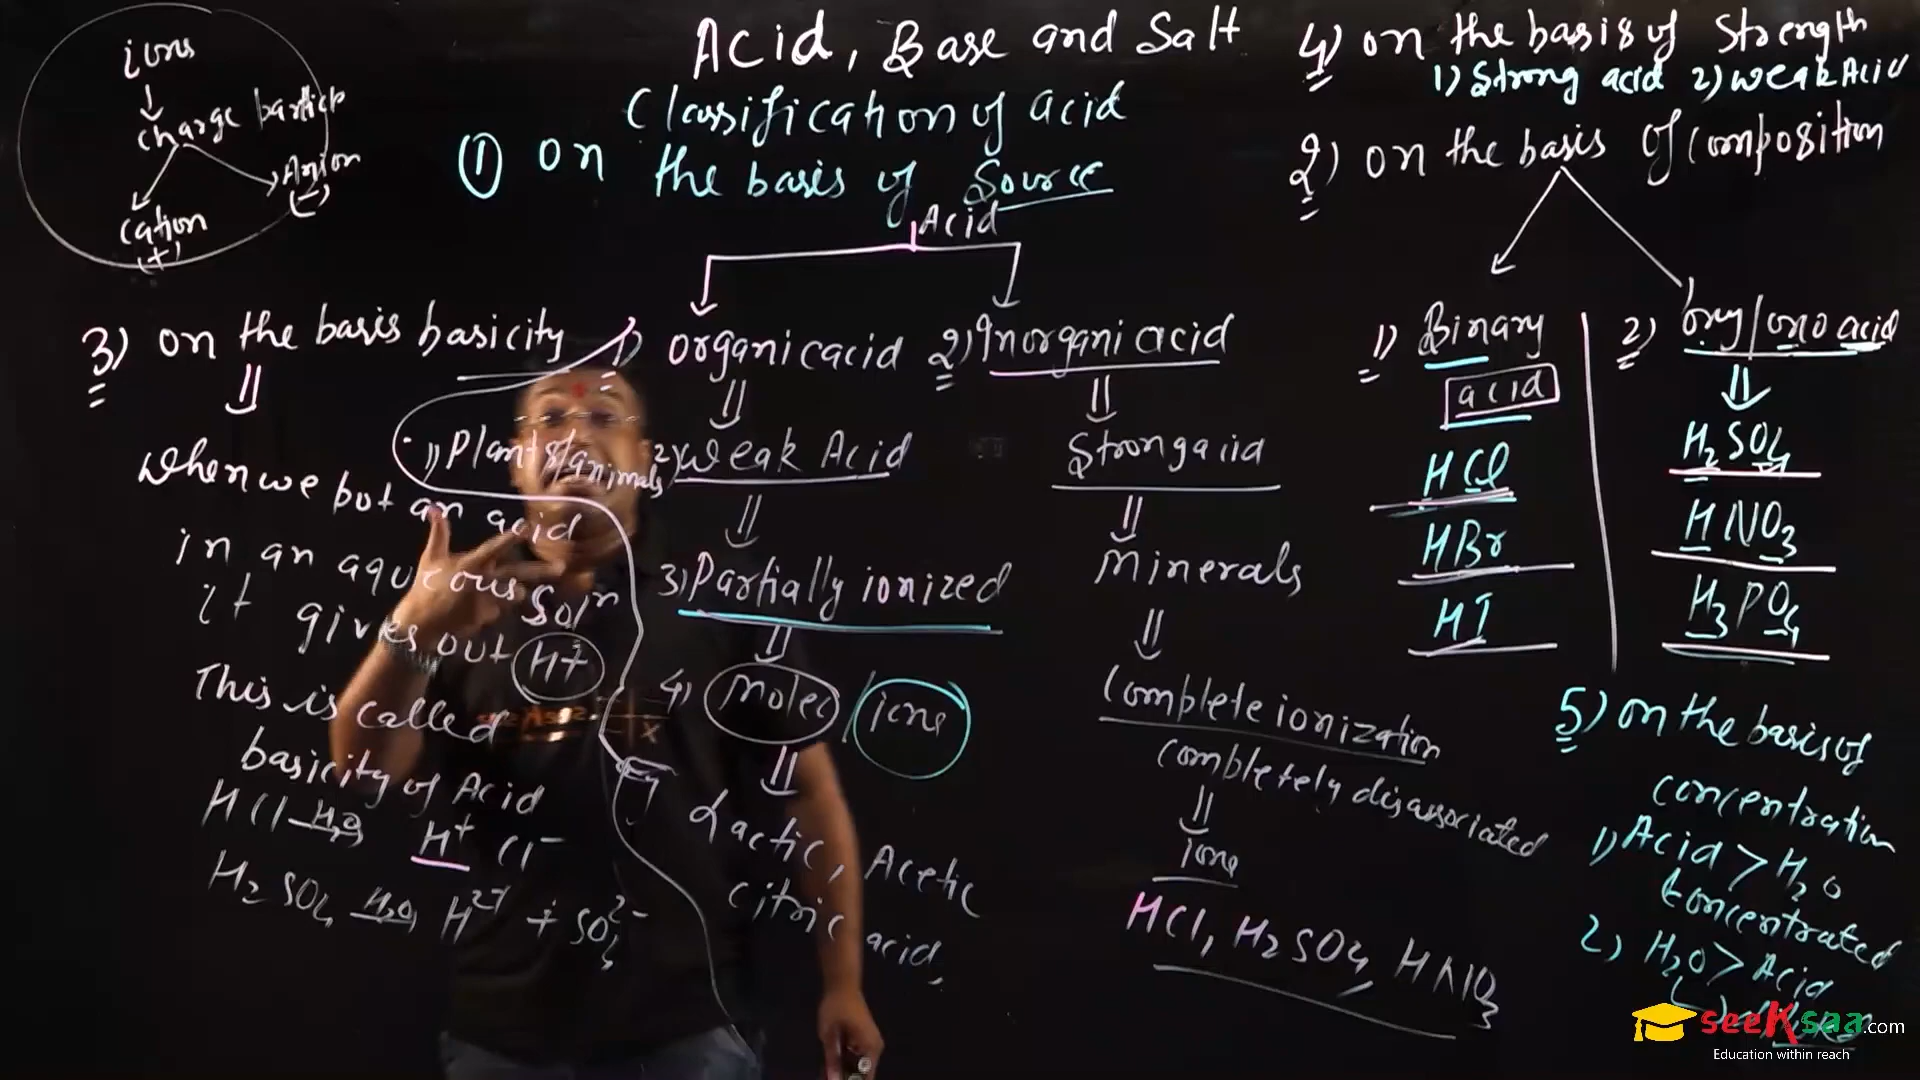 Acid, Base and Salt
Classification of acid
① on the basis of Source
Acid
ions
↓
charge particle
Anion
(-)
cation
(+)
1) organic acid
⇓
1) Plants/animals
2) weak Acid
⇓
3) Partially ionized
⇓
4) Molec / ions
⇓
Eg
Lactic, Acetic
citric acid,
2) Inorganic acid
⇓
Strong acid
⇓
Minerals
⇓
Complete ionization
completely disassociated
⇓
ions
HCl, H2SO4, HNO3
3) on the basis basicity
⇓
when we put an acid
in an aqueous Soln
it gives out H+
This is called
basicity of Acid
HCl H2O H+ Cl-
H2SO4 H2O H2+ + SO4 2-
4) on the basis of Strength
1) Strong acid 2) weak Acid
2) on the basis of composition
1) Binary
acid
HCl
HBr
HI
2) oxy/oxo acid
⇓
H2SO4
HNO3
H3PO4
5) on the basis of
concentration
1) Acid > H2O
concentrated
2) H2O > Acid
seeKsaa.com
Education within reach